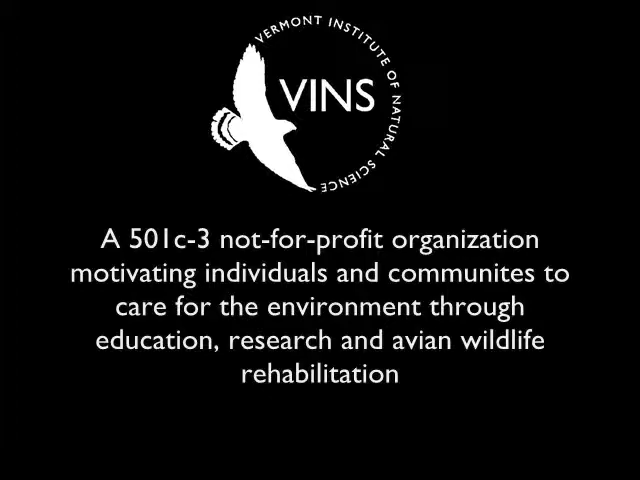 VERMONT INSTITUTE OF NATURAL SCIENCE
VINS
A 501c-3 not-for-profit organization
motivating individuals and communites to
care for the environment through
education, research and avian wildlife
rehabilitation